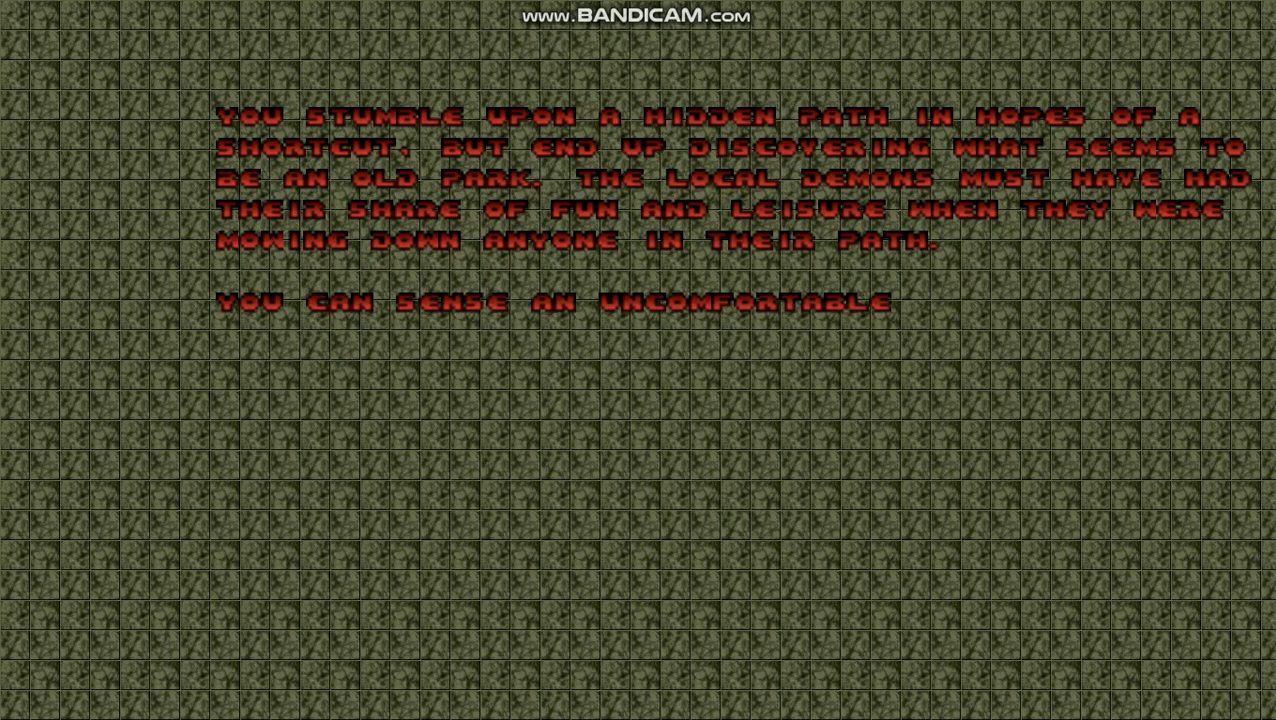 www.BANDICAM.com
YOU STUMBLE UPON A HIDDEN PATH IN HOPES OF A
SHORTCUT, BUT END UP DISCOVERING WHAT SEEMS TO
BE AN OLD PARK. THE LOCAL DEMONS MUST HAVE HAD
THEIR SHARE OF FUN AND LEISURE WHEN THEY WERE
MOWING DOWN ANYONE IN THEIR PATH.
YOU CAN SENSE AN UNCOMFORTABLE